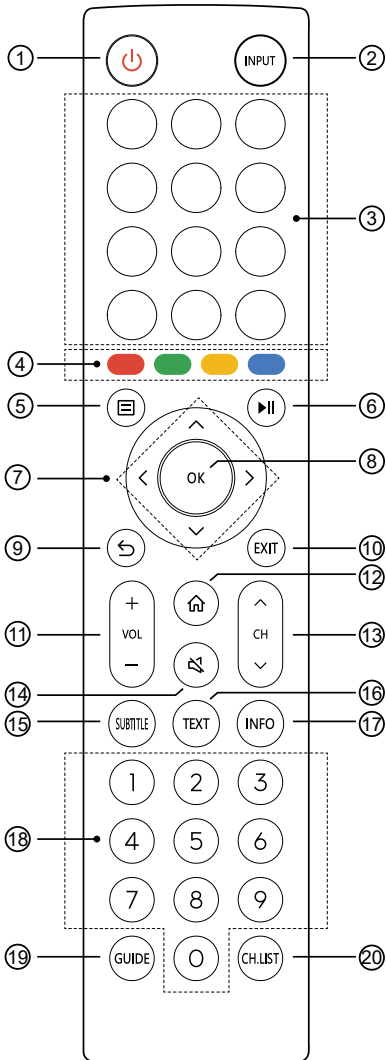 ① INPUT ②
③
④
⑤ ⑥
⑦ OK ⑧
⑨ EXIT ⑩
⑫
⑪ + VOL − CH ⑬
⑭ ⑯
⑮ SUBTITLE TEXT INFO ⑰
1 2 3
⑱ 4 5 6
7 8 9
⑲ GUIDE 0 CH.LIST ⑳